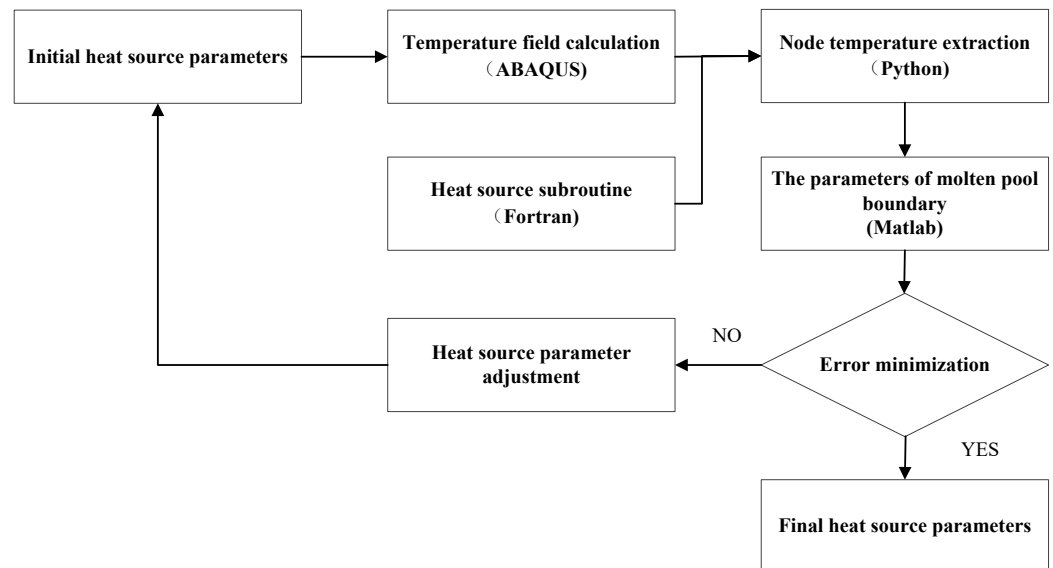 Initial heat source parameters
Temperature field calculation
（ABAQUS)
Node temperature extraction
（Python)
Heat source subroutine
（Fortran)
The parameters of molten pool
boundary
(Matlab)
NO
Heat source parameter
adjustment
Error minimization
YES
Final heat source parameters